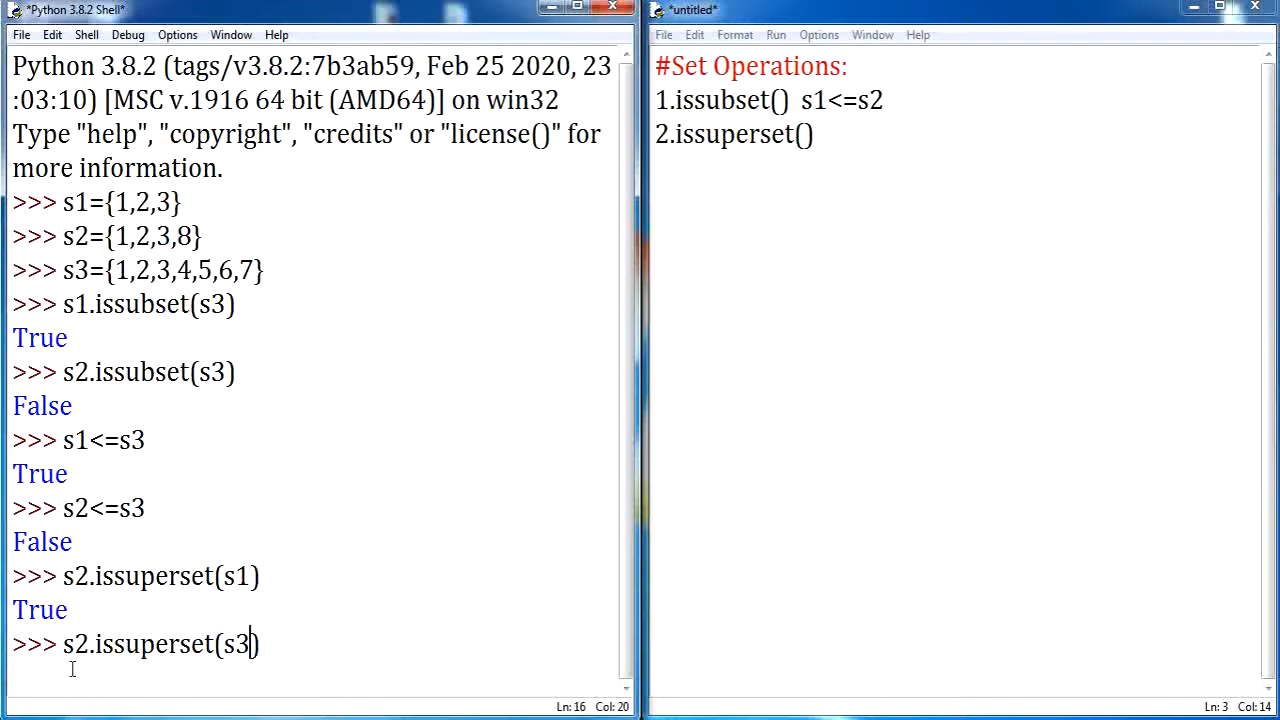 *Python 3.8.2 Shell*
File Edit Shell Debug Options Window Help
Python 3.8.2 (tags/v3.8.2:7b3ab59, Feb 25 2020, 23
:03:10) [MSC v.1916 64 bit (AMD64)] on win32
Type "help", "copyright", "credits" or "license()" for
more information.
>>> s1={1,2,3}
>>> s2={1,2,3,8}
>>> s3={1,2,3,4,5,6,7}
>>> s1.issubset(s3)
True
>>> s2.issubset(s3)
False
>>> s1<=s3
True
>>> s2<=s3
False
>>> s2.issuperset(s1)
True
>>> s2.issuperset(s3)
Ln: 16 Col: 20
*untitled*
File Edit Format Run Options Window Help
#Set Operations:
1.issubset() s1<=s2
2.issuperset()
Ln: 3 Col: 14